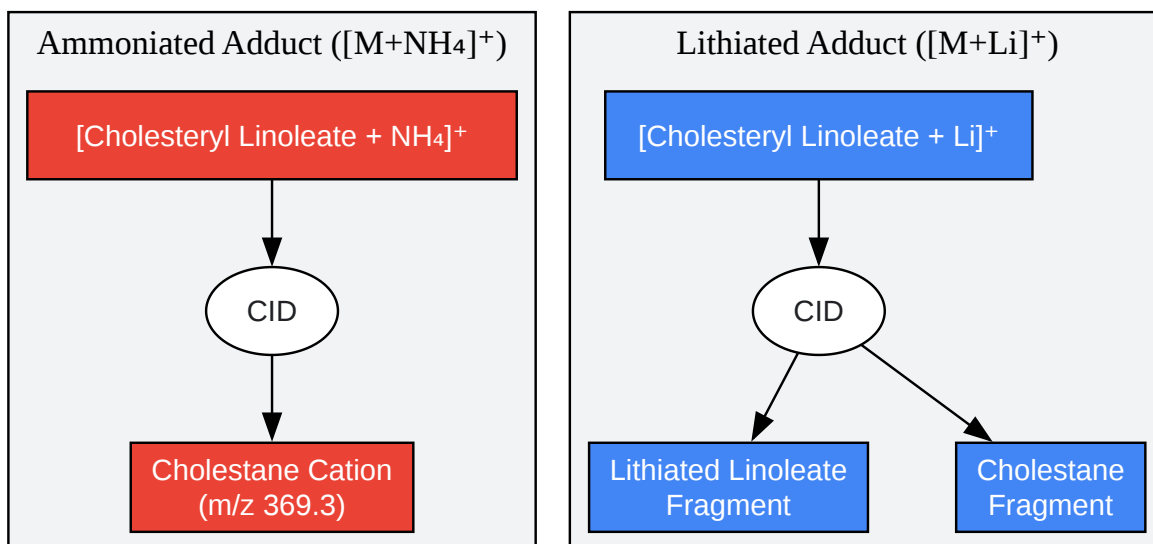 Ammoniated Adduct ([M+NH₄]⁺)
[Cholesteryl Linoleate + NH₄]⁺
CID
Cholestane Cation
(m/z 369.3)
Lithiated Adduct ([M+Li]⁺)
[Cholesteryl Linoleate + Li]⁺
CID
Lithiated Linoleate
Fragment
Cholestane
Fragment